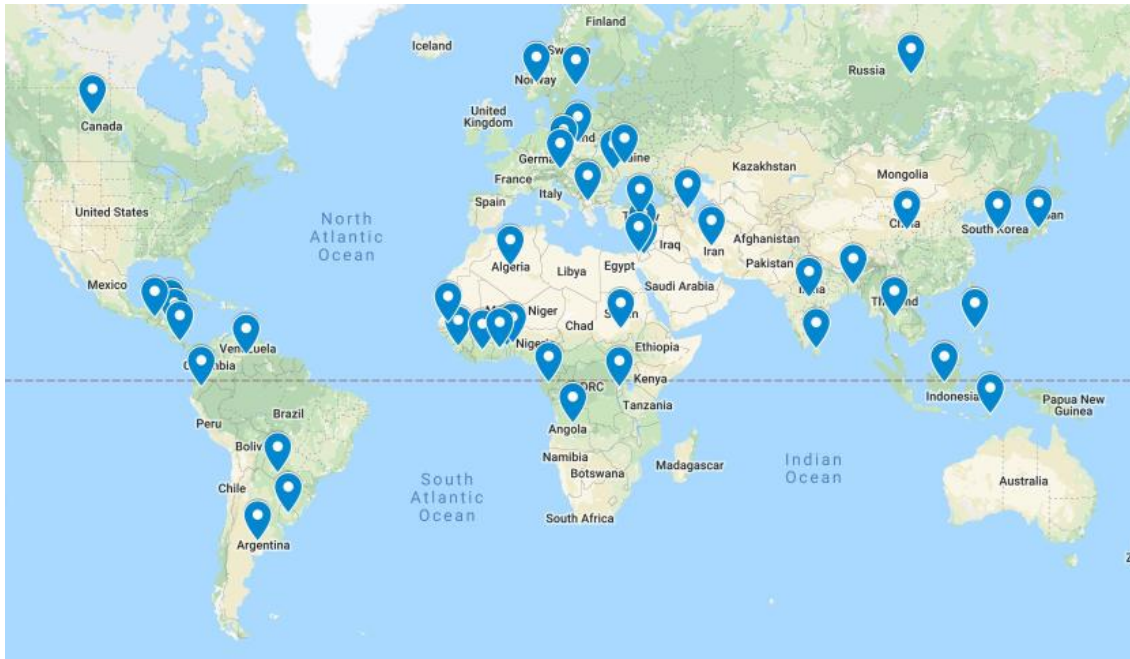 Finland
Iceland
Norway
Russia
Canada
United
Kingdom
Kazakhstan
Mongolia
France
Italy
Spain
United States
North
Atlantic
Ocean
South Korea
Afghanistan
Iraq
Iran
Algeria
Libya
Egypt
Pakistan
Mexico
Saudi Arabia
Niger
Chad
Ethiopia
Kenya
Indonesia
Papua New
Guinea
Tanzania
Brazil
Peru
Angola
Namibia
Botswana
Madagascar
Indian
Ocean
South
Atlantic
Ocean
Chile
Australia
South Africa
Argentina